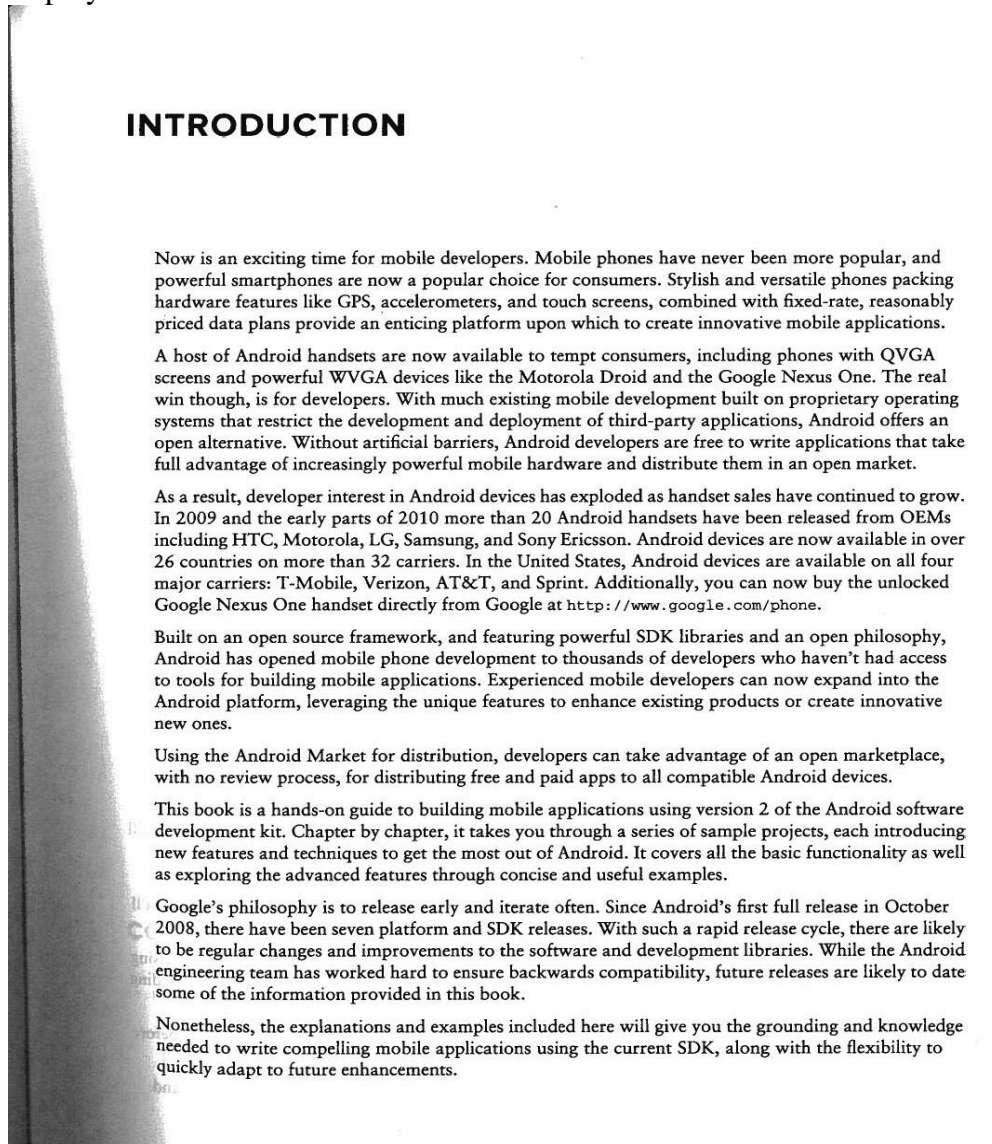 INTRODUCTION
Now is an exciting time for mobile developers. Mobile phones have never been more popular, and
powerful smartphones are now a popular choice for consumers. Stylish and versatile phones packing
hardware features like GPS, accelerometers, and touch screens, combined with fixed-rate, reasonably
priced data plans provide an enticing platform upon which to create innovative mobile applications.
A host of Android handsets are now available to tempt consumers, including phones with QVGA
screens and powerful WVGA devices like the Motorola Droid and the Google Nexus One. The real
win though, is for developers. With much existing mobile development built on proprietary operating
systems that restrict the development and deployment of third-party applications, Android offers an
open alternative. Without artificial barriers, Android developers are free to write applications that take
full advantage of increasingly powerful mobile hardware and distribute them in an open market.
As a result, developer interest in Android devices has exploded as handset sales have continued to grow.
In 2009 and the early parts of 2010 more than 20 Android handsets have been released from OEMs
including HTC, Motorola, LG, Samsung, and Sony Ericsson. Android devices are now available in over
26 countries on more than 32 carriers. In the United States, Android devices are available on all four
major carriers: T-Mobile, Verizon, AT&T, and Sprint. Additionally, you can now buy the unlocked
Google Nexus One handset directly from Google at http://www.google.com/phone.
Built on an open source framework, and featuring powerful SDK libraries and an open philosophy,
Android has opened mobile phone development to thousands of developers who haven't had access
to tools for building mobile applications. Experienced mobile developers can now expand into the
Android platform, leveraging the unique features to enhance existing products or create innovative
new ones.
Using the Android Market for distribution, developers can take advantage of an open marketplace,
with no review process, for distributing free and paid apps to all compatible Android devices.
This book is a hands-on guide to building mobile applications using version 2 of the Android software
development kit. Chapter by chapter, it takes you through a series of sample projects, each introducing
new features and techniques to get the most out of Android. It covers all the basic functionality as well
as exploring the advanced features through concise and useful examples.
Google's philosophy is to release early and iterate often. Since Android's first full release in October
2008, there have been seven platform and SDK releases. With such a rapid release cycle, there are likely
to be regular changes and improvements to the software and development libraries. While the Android
engineering team has worked hard to ensure backwards compatibility, future releases are likely to date
some of the information provided in this book.
Nonetheless, the explanations and examples included here will give you the grounding and knowledge
needed to write compelling mobile applications using the current SDK, along with the flexibility to
quickly adapt to future enhancements.